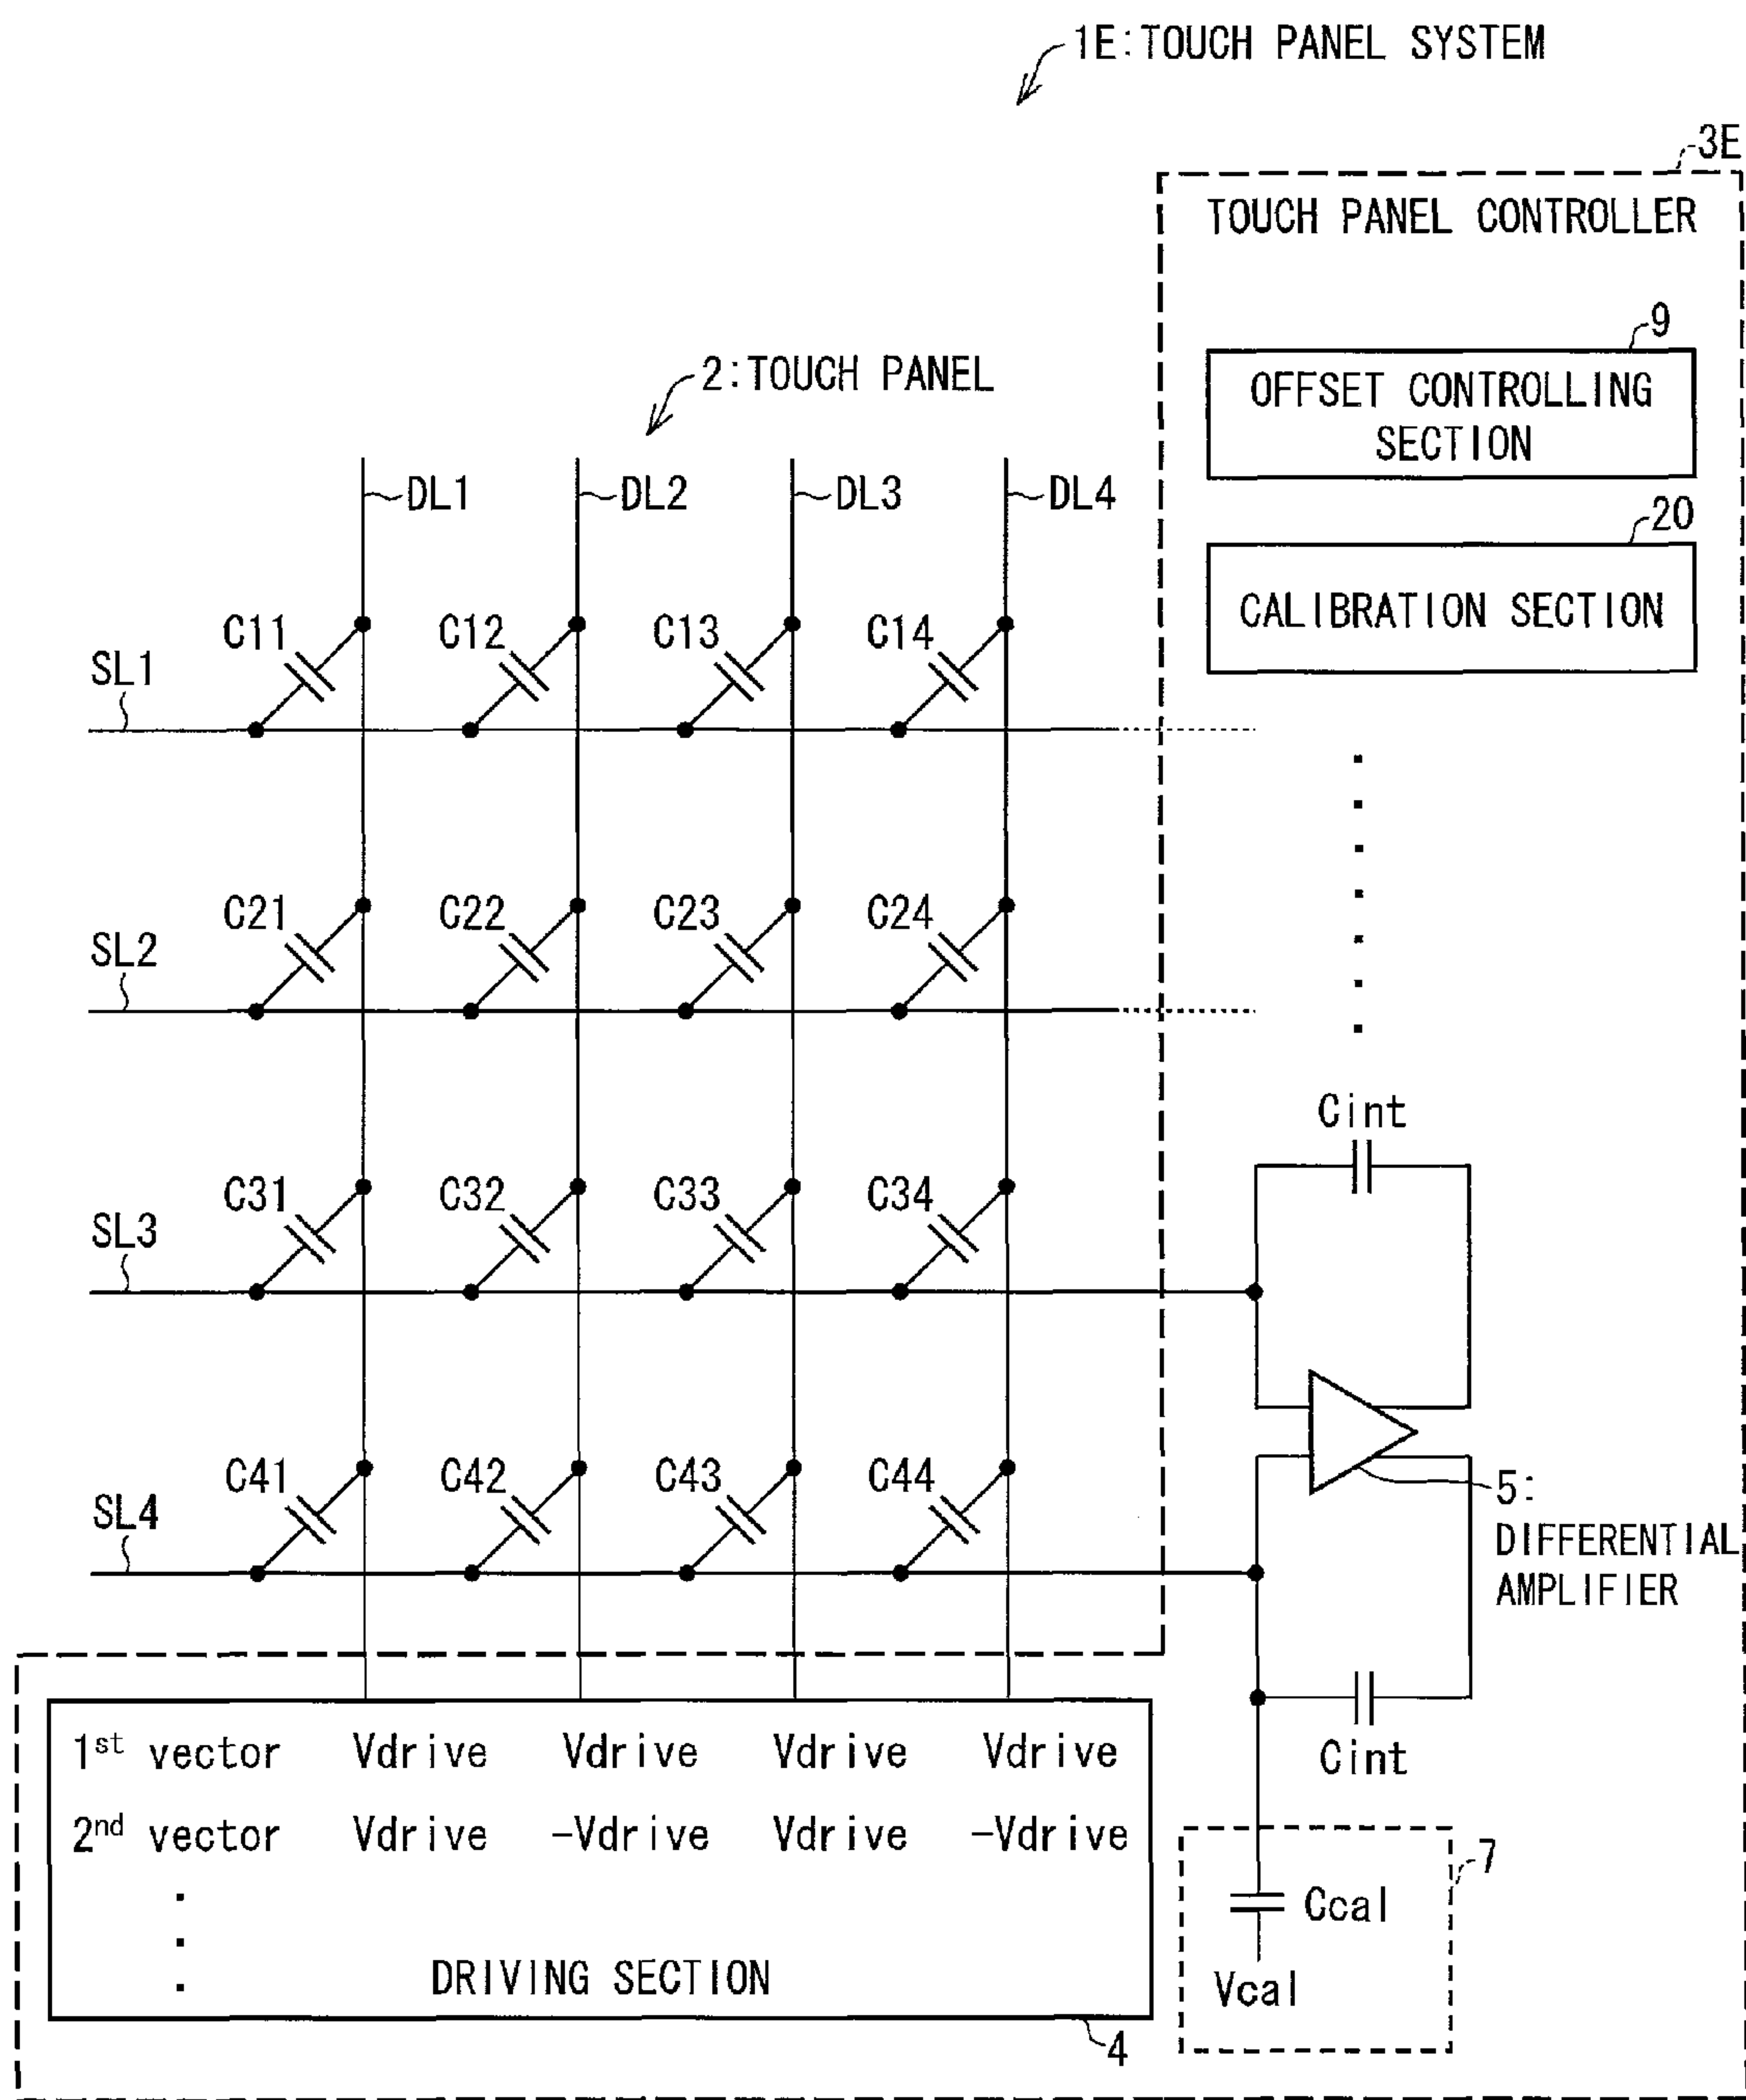 1E:TOUCH PANEL SYSTEM
3E
TOUCH PANEL CONTROLLER
9
OFFSET CONTROLLING
SECTION
2:TOUCH PANEL
20
CALIBRATION SECTION
DL1 DL2 DL3 DL4
C11 C12 C13 C14
SL1
C21 C22 C23 C24
SL2
Cint
C31 C32 C33 C34
SL3
C41 C42 C43 C44
SL4
5:
DIFFERENTIAL
AMPLIFIER
1st vector Vdrive Vdrive Vdrive Vdrive
Cint
2nd vector Vdrive -Vdrive Vdrive -Vdrive
7
Ccal
DRIVING SECTION
Vcal
4